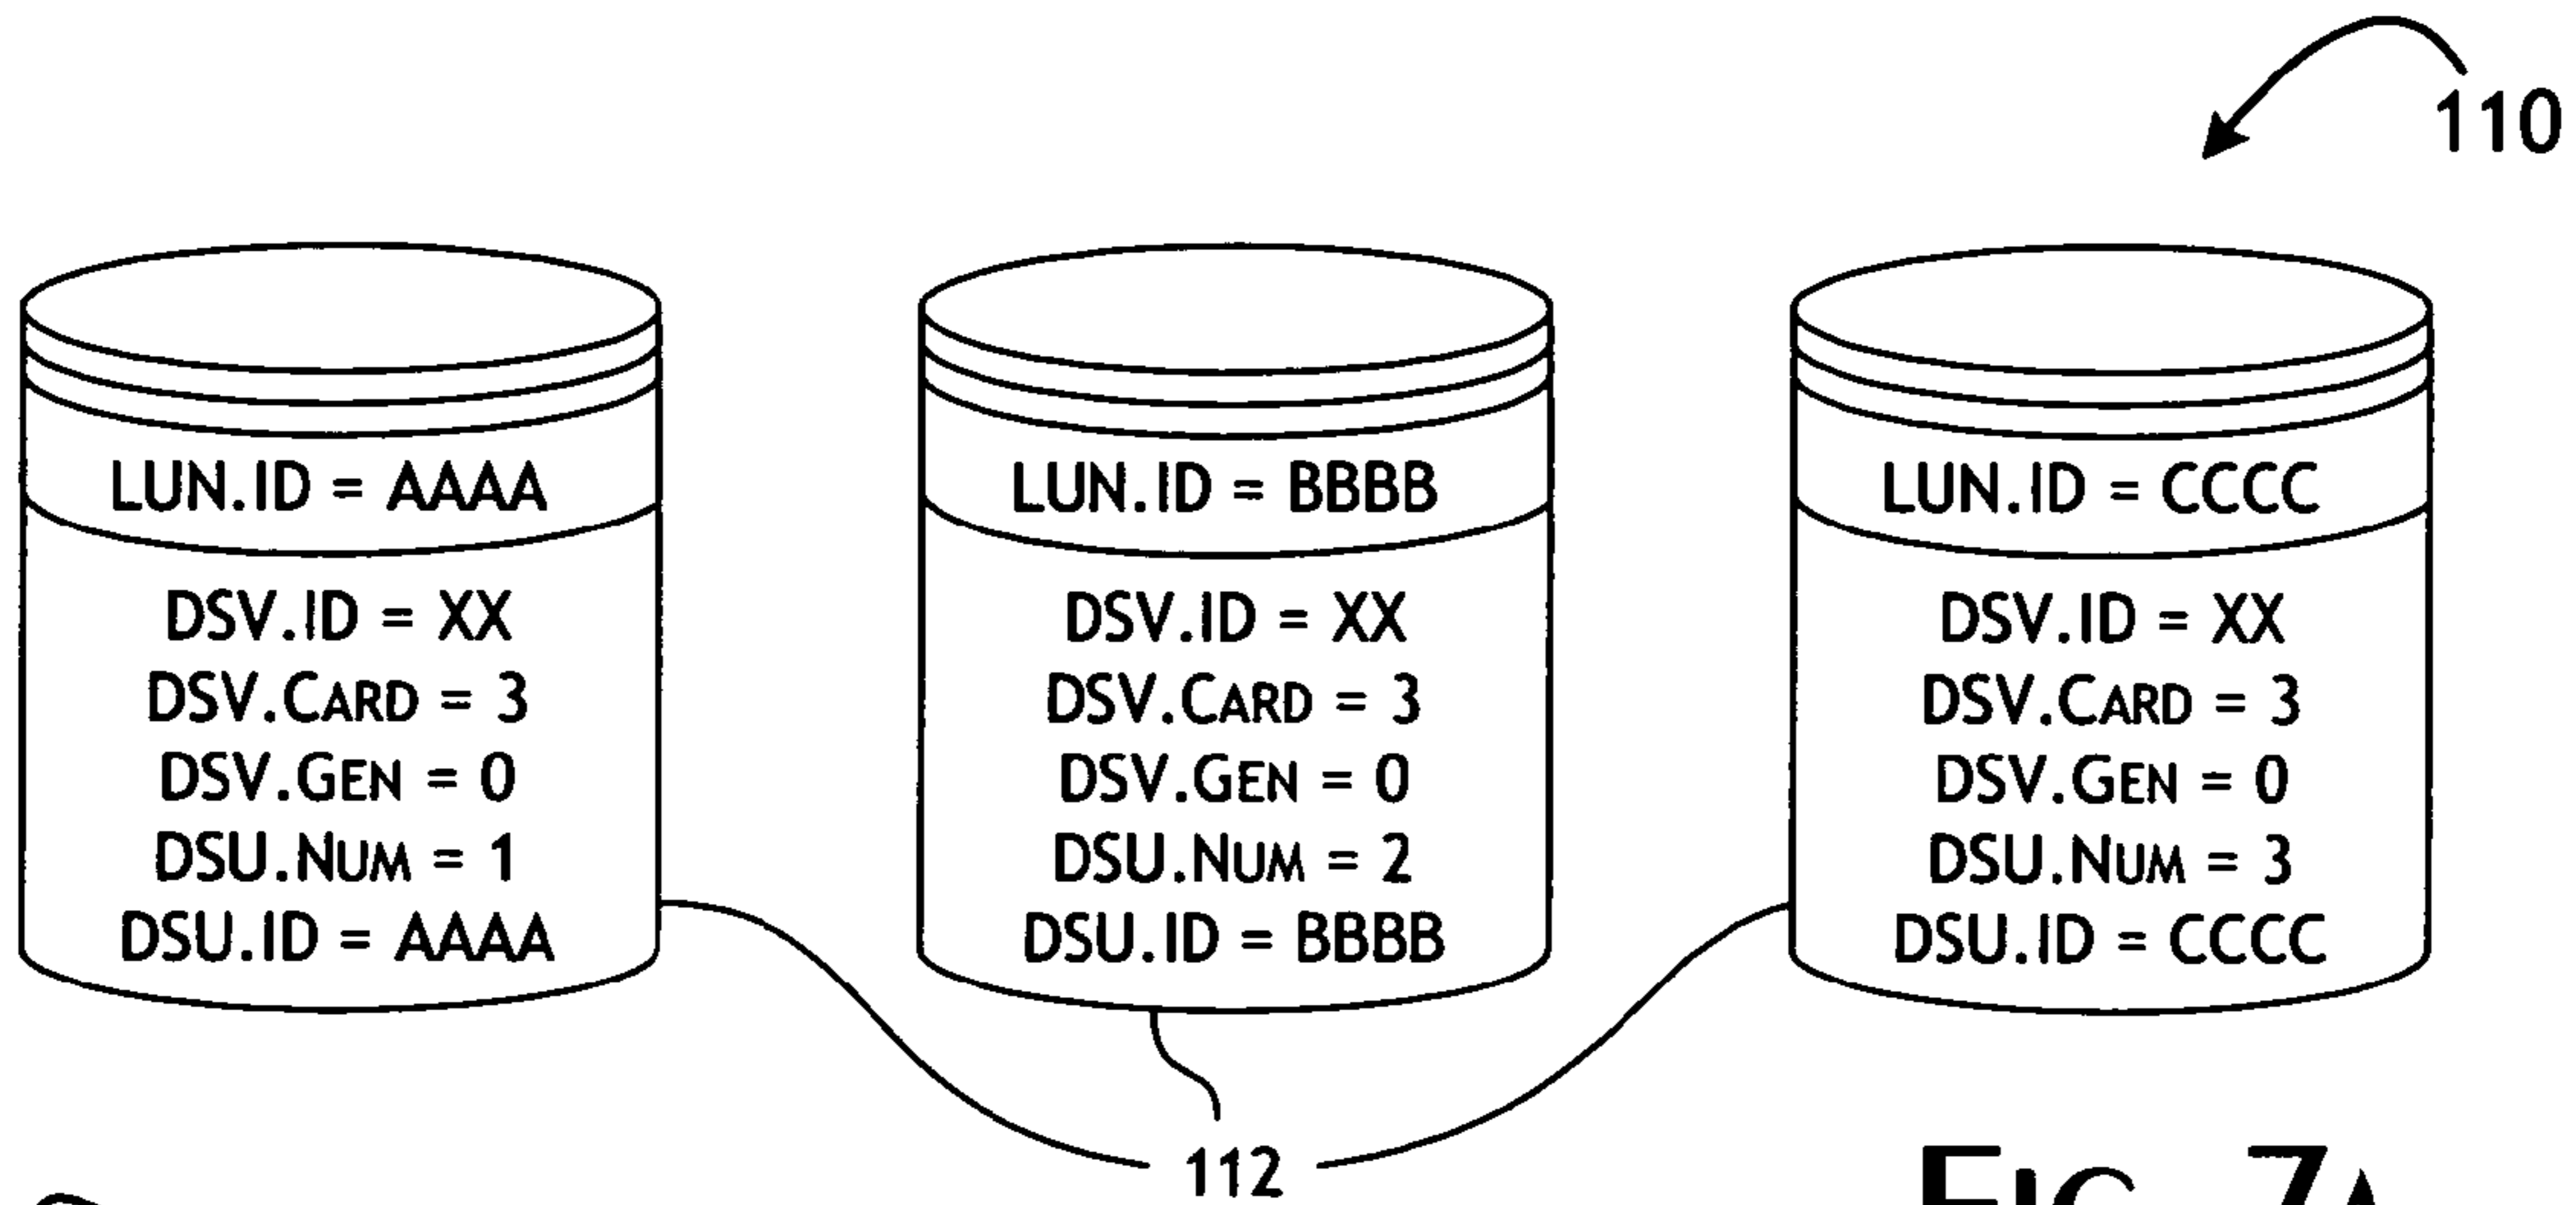 110
LUN.ID = AAAA
DSV.ID = XX
DSV.CARD = 3
DSV.GEN = 0
DSU.NUM = 1
DSU.ID = AAAA
LUN.ID = BBBB
DSV.ID = XX
DSV.CARD = 3
DSV.GEN = 0
DSU.NUM = 2
DSU.ID = BBBB
LUN.ID = CCCC
DSV.ID = XX
DSV.CARD = 3
DSV.GEN = 0
DSU.NUM = 3
DSU.ID = CCCC
112
FIG. 7A